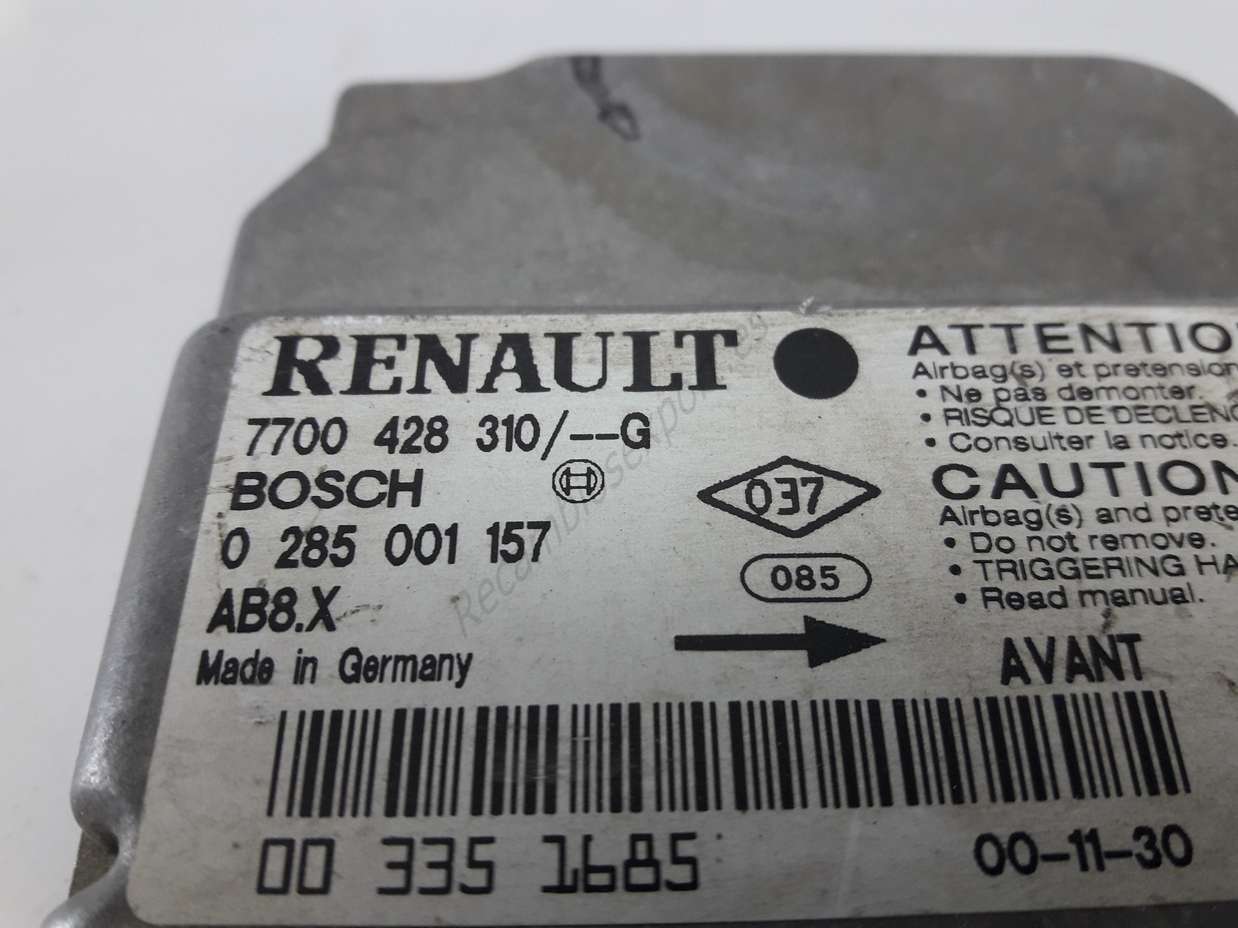 RENAULT
7700 428 310/--G
BOSCH
0 285 001 157
AB8.X
Made in Germany
037
085
ATTENTIO
Airbag(s) et pretension
• Ne pas demonter.
• RISQUE DE DECLENC
• Consulter la notice.
CAUTION
Airbag(s) and prete
• Do not remove.
• TRIGGERING HA
• Read manual.
AVANT
00 335 1685
00-11-30
Recambrosexportres